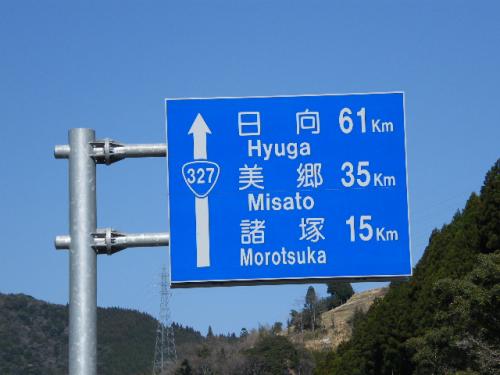 日向 61Km
Hyuga
327
美郷 35Km
Misato
諸塚 15Km
Morotsuka